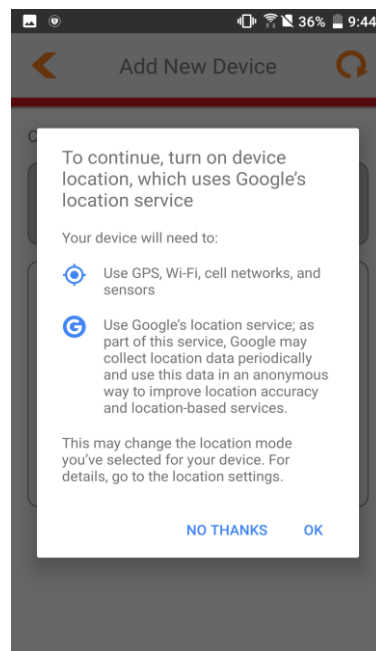 36% 9:44
Add New Device
C
To continue, turn on device
location, which uses Google's
location service
Your device will need to:
Use GPS, Wi-Fi, cell networks, and
sensors
G
Use Google's location service; as
part of this service, Google may
collect location data periodically
and use this data in an anonymous
way to improve location accuracy
and location-based services.
This may change the location mode
you've selected for your device. For
details, go to the location settings.
NO THANKS OK